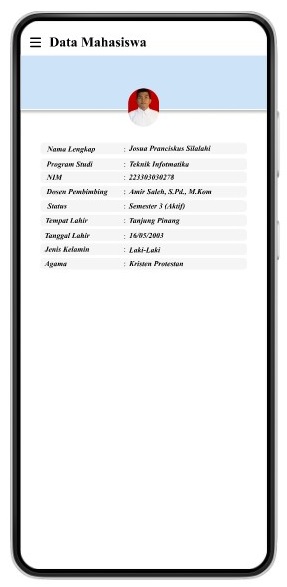 Data Mahasiswa
Nama Lengkap : Josua Pranciskus Silalahi
Program Studi : Teknik Infotmatika
NIM : 223303030278
Dosen Pembimbing : Amir Saleh, S.Pd., M.Kom
Status : Semester 3 (Aktif)
Tempat Lahir : Tanjung Pinang
Tanggal Lahir : 16/05/2003
Jenis Kelamin : Laki-Laki
Agama : Kristen Protestan